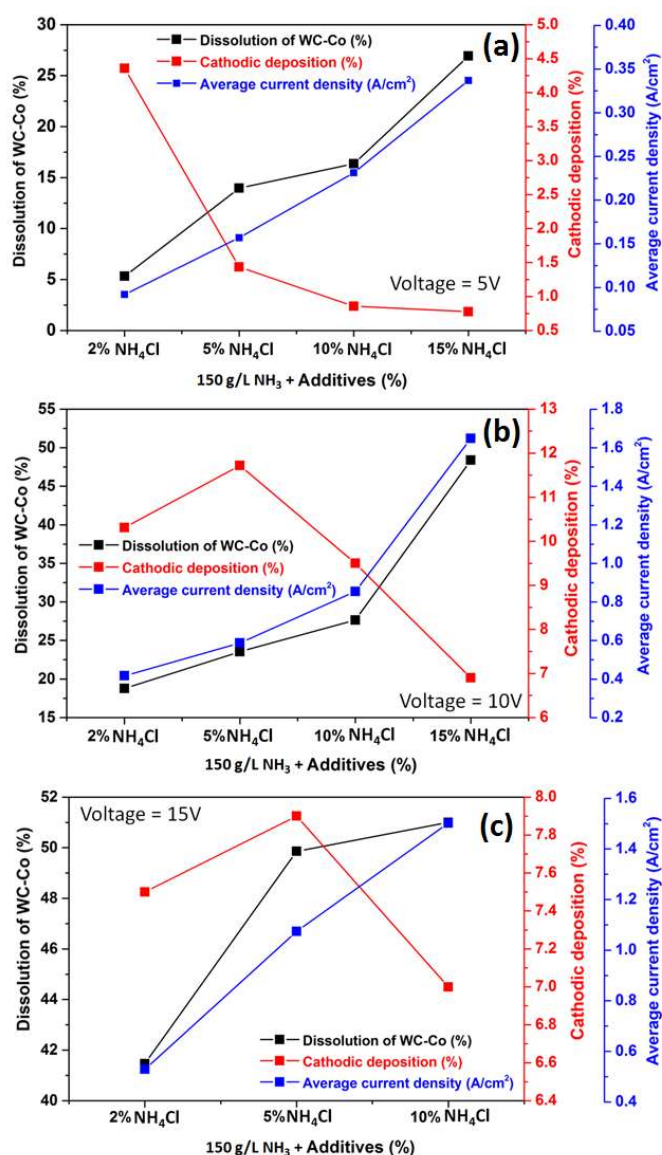 (a)
Dissolution of WC-Co (%)
Cathodic deposition (%)
Average current density (A/cm²)
Voltage = 5V
30
25
20
15
10
5
0
Dissolution of WC-Co (%)
5.0
4.5
4.0
3.5
3.0
2.5
2.0
1.5
1.0
0.5
Cathodic deposition (%)
0.40
0.35
0.30
0.25
0.20
0.15
0.10
0.05
Average current density (A/cm²)
2% NH₄Cl 5% NH₄Cl 10% NH₄Cl 15% NH₄Cl
150 g/L NH₃ + Additives (%)
(b)
Dissolution of WC-Co (%)
Cathodic deposition (%)
Average current density (A/cm²)
Voltage = 10V
55
50
45
40
35
30
25
20
15
Dissolution of WC-Co (%)
13
12
11
10
9
8
7
6
Cathodic deposition (%)
1.8
1.6
1.4
1.2
1.0
0.8
0.6
0.4
0.2
Average current density (A/cm²)
2% NH₄Cl 5% NH₄Cl 10% NH₄Cl 15% NH₄Cl
150 g/L NH₃ + Additives (%)
Voltage = 15V
(c)
Dissolution of WC-Co (%)
Cathodic deposition (%)
Average current density (A/cm²)
52
50
48
46
44
42
40
Dissolution of WC-Co (%)
8.0
7.8
7.6
7.4
7.2
7.0
6.8
6.6
6.4
Cathodic deposition (%)
1.6
1.4
1.2
1.0
0.8
0.6
0.4
Average current density (A/cm²)
2% NH₄Cl 5% NH₄Cl 10% NH₄Cl
150 g/L NH₃ + Additives (%)